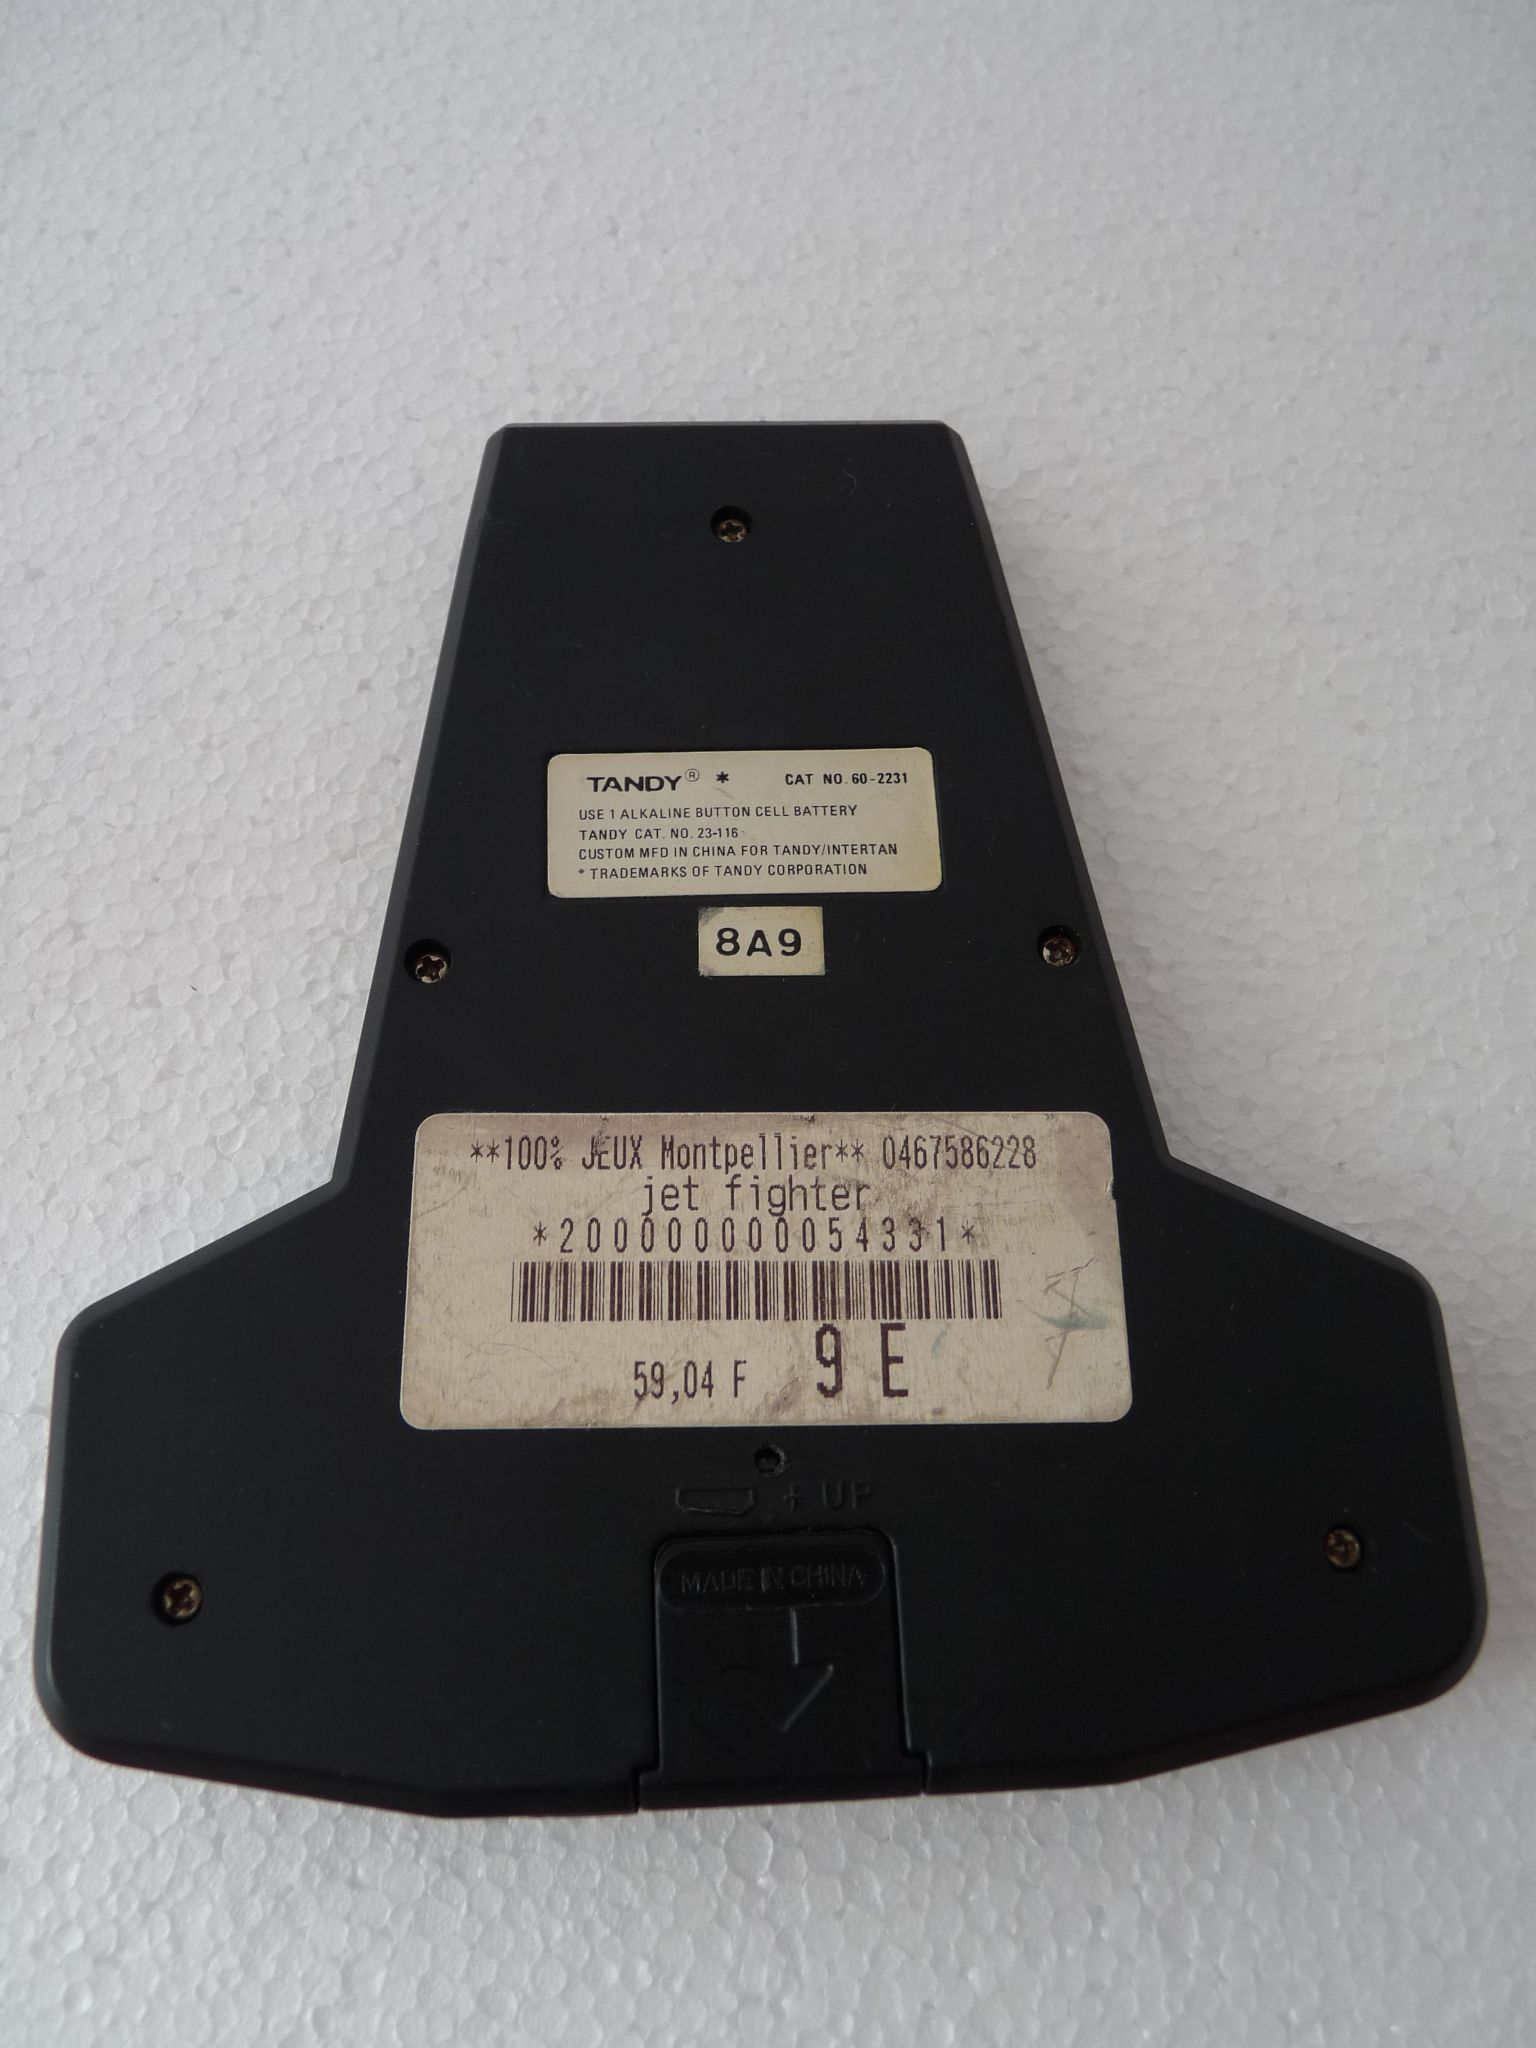 TANDY® * CAT NO. 60-2231
USE 1 ALKALINE BUTTON CELL BATTERY
TANDY CAT. NO. 23-116
CUSTOM MFD IN CHINA FOR TANDY/INTERTAN
* TRADEMARKS OF TANDY CORPORATION
8A9
**100% JEUX Montpellier** 0467586228
jet fighter
*200000000054331*
59,04 F 9 E
+ UP
MADE IN CHINA